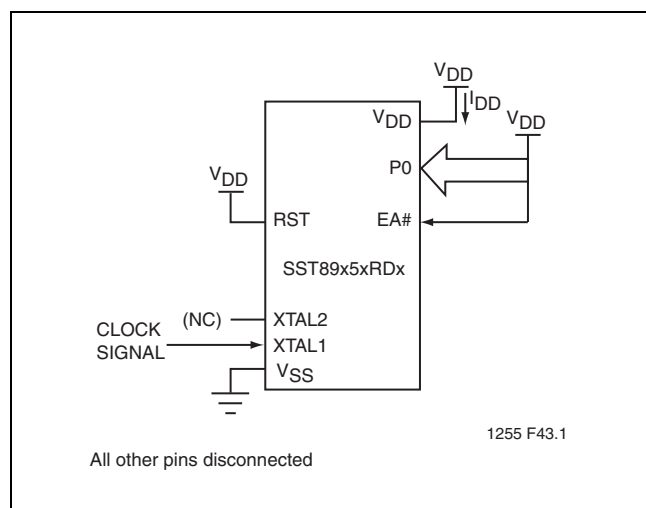 VDD
IDD
VDD
VDD
P0
VDD
RST
EA#
SST89x5xRDx
(NC)
XTAL2
CLOCK
SIGNAL
XTAL1
VSS
1255 F43.1
All other pins disconnected